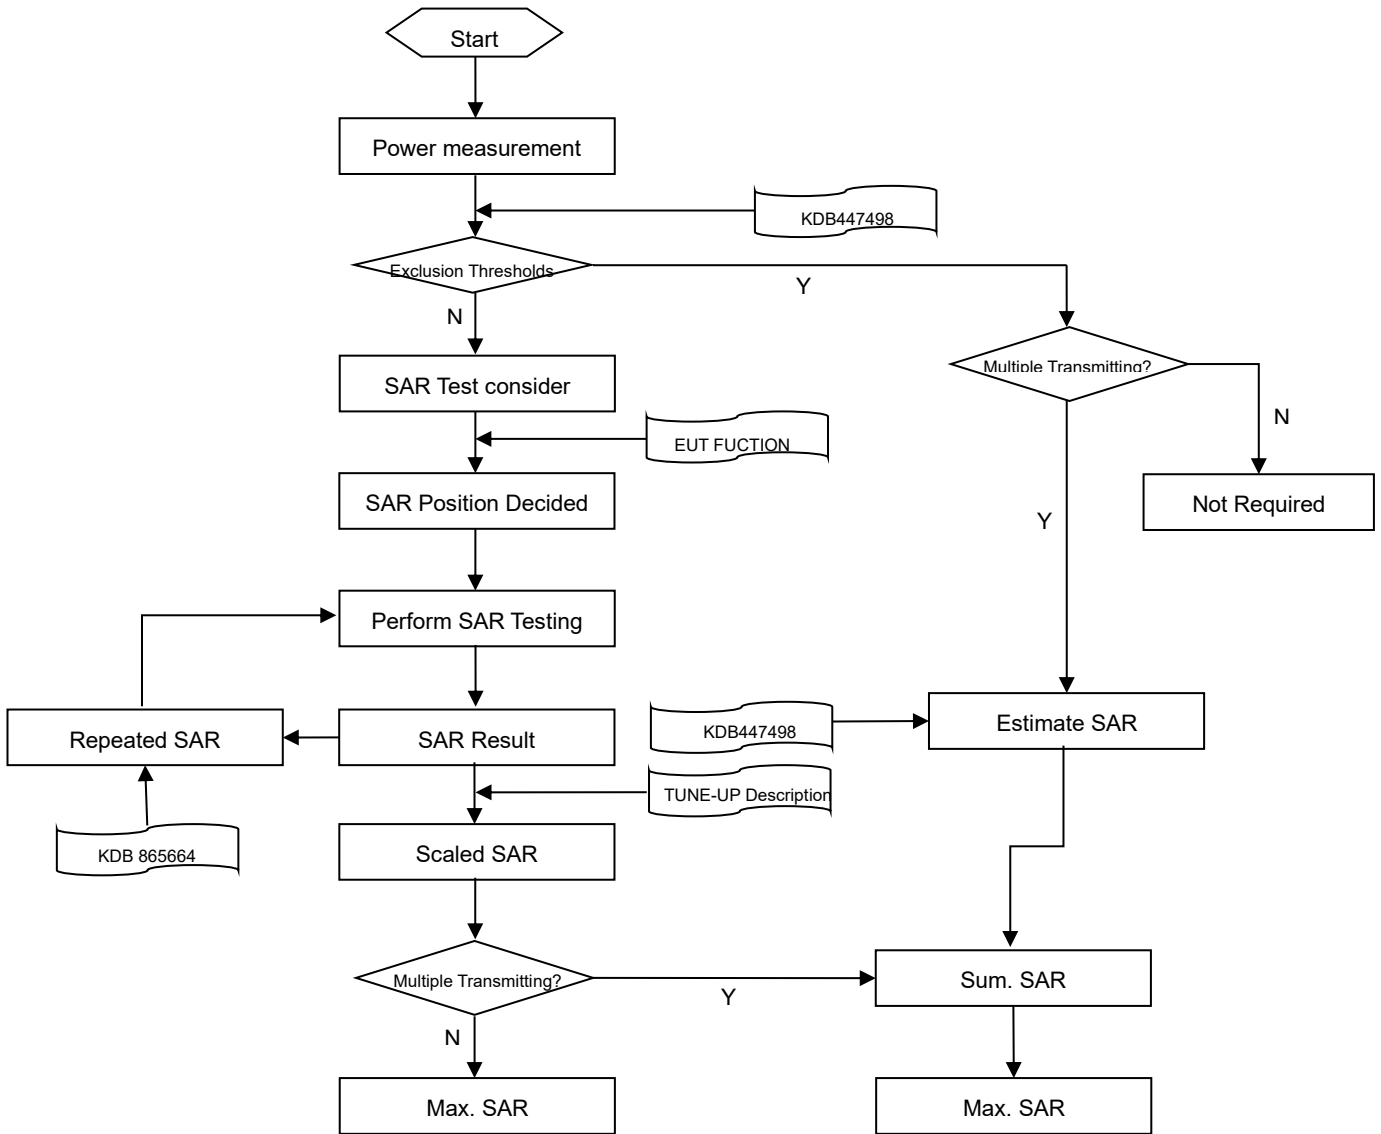 Start
Power measurement
KDB447498
Exclusion Thresholds
Y
N
Multiple Transmitting?
SAR Test consider
N
EUT FUCTION
SAR Position Decided
Not Required
Y
Perform SAR Testing
Repeated SAR
SAR Result
KDB447498
Estimate SAR
TUNE-UP Description
KDB 865664
Scaled SAR
Multiple Transmitting?
Y
Sum. SAR
N
Max. SAR
Max. SAR